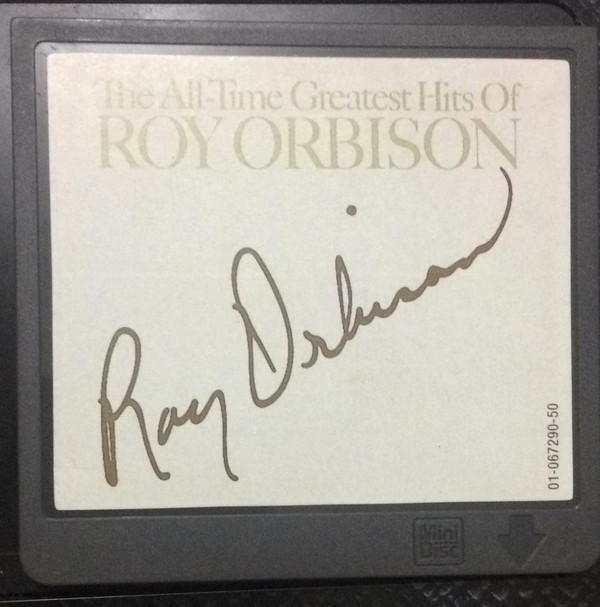 The All-Time Greatest Hits Of
ROY ORBISON
Roy Orbison
01-067290-50
Mini
Disc